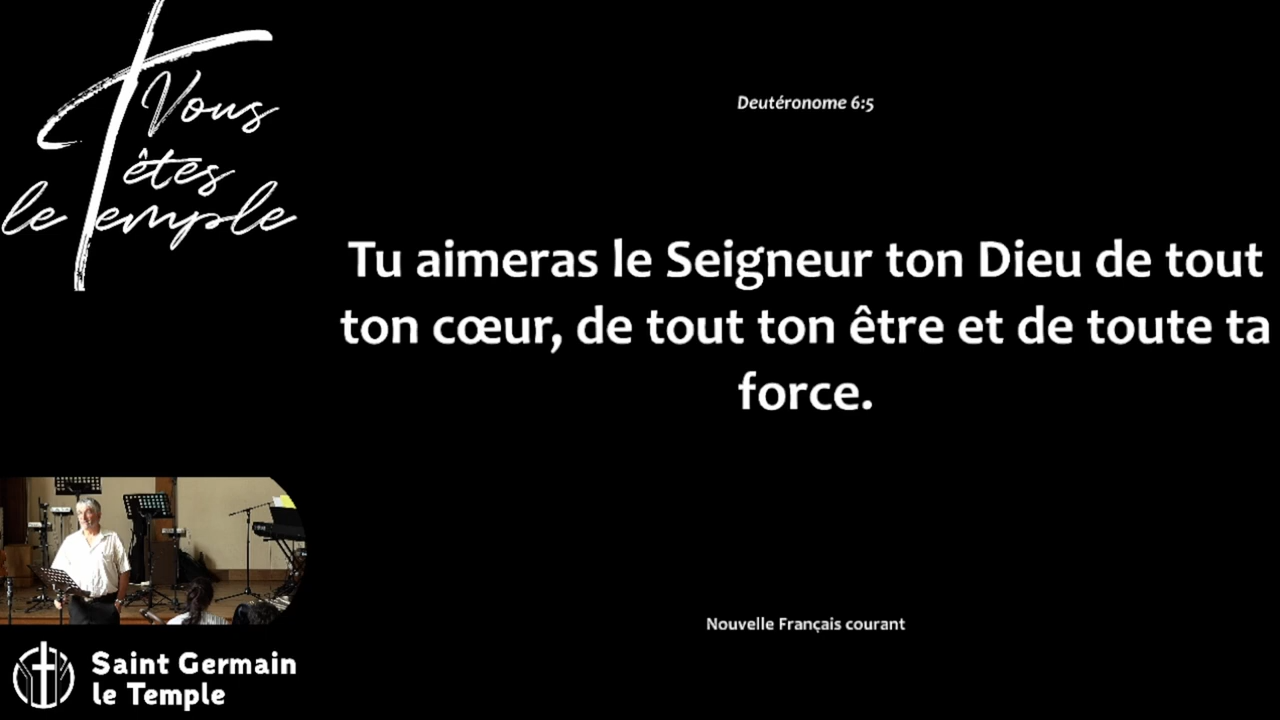 Vous
êtes
le Temple
Deutéronome 6:5
Tu aimeras le Seigneur ton Dieu de tout
ton cœur, de tout ton être et de toute ta
force.
Nouvelle Français courant
Saint Germain
le Temple